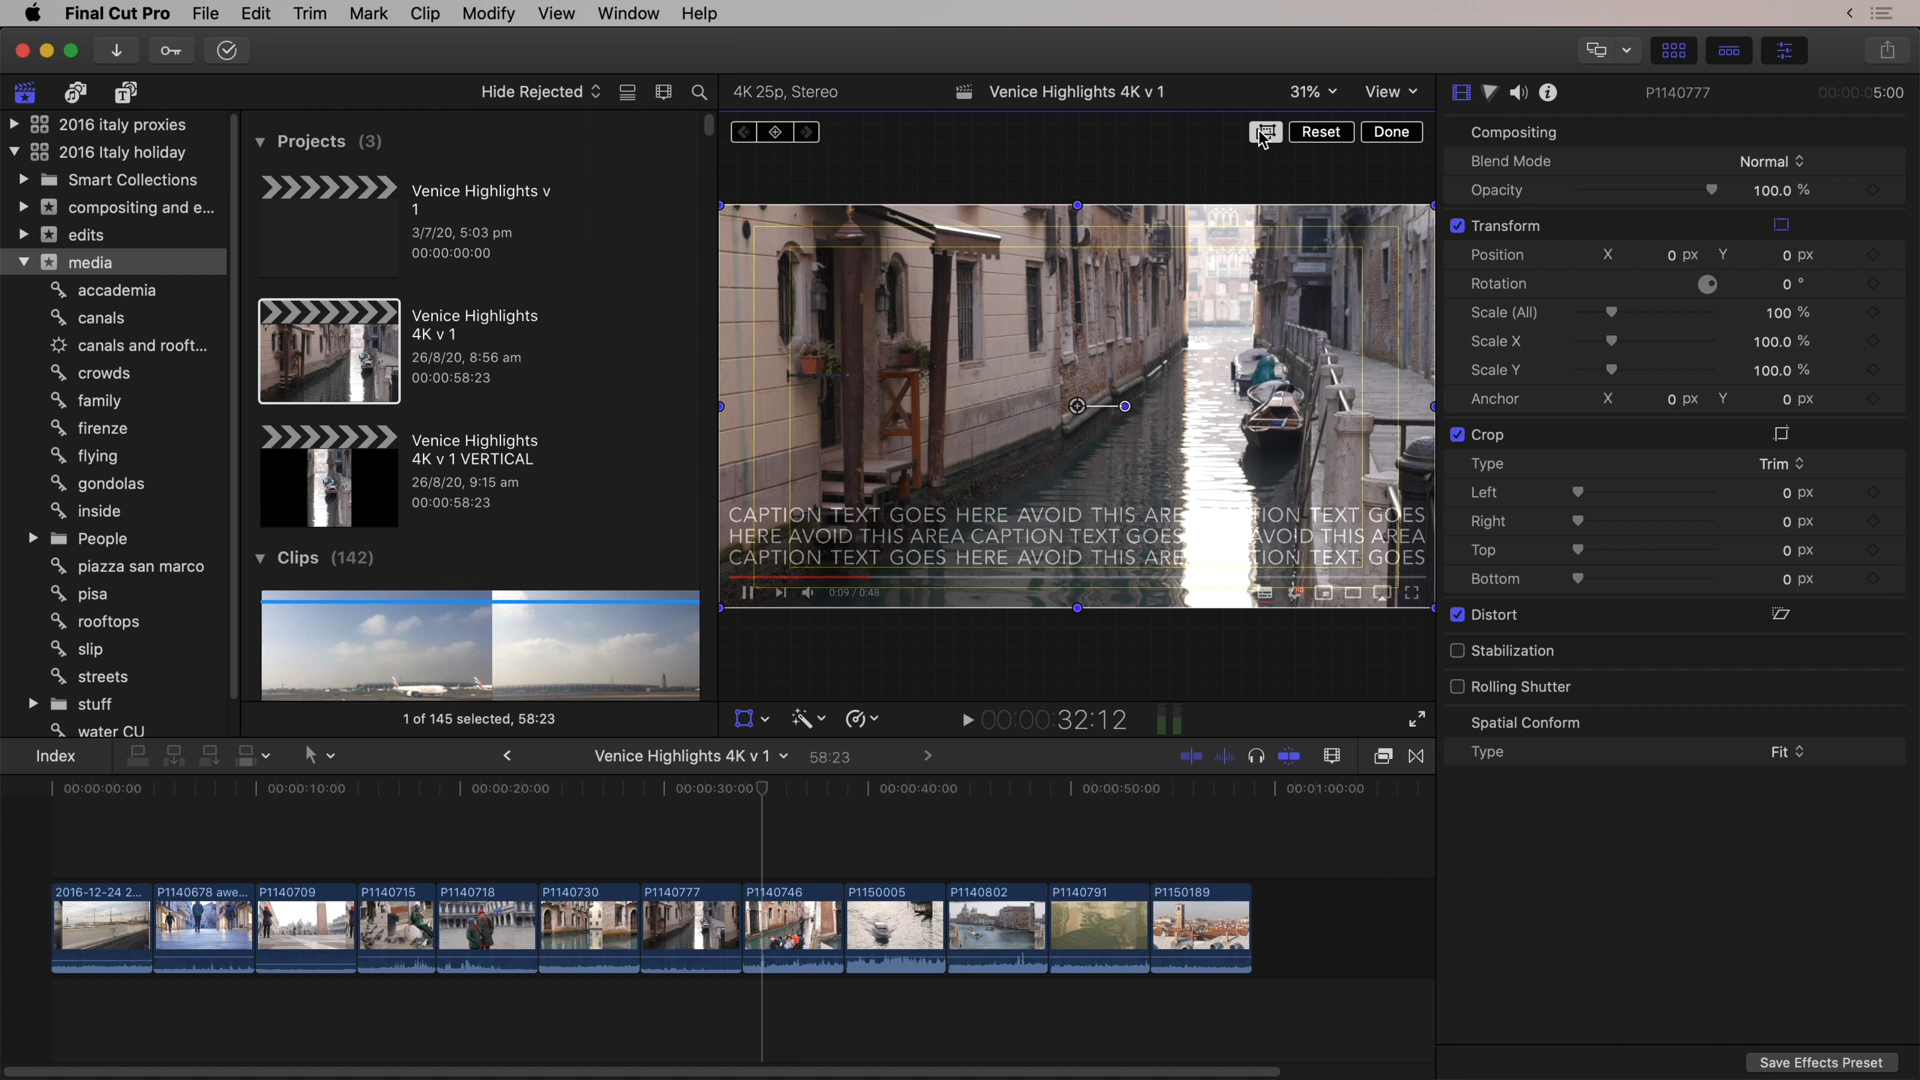 Final Cut Pro File Edit Trim Mark Clip Modify View Window Help
Hide Rejected
4K 25p, Stereo
Venice Highlights 4K v 1
31%
View
P1140777
00:00:05:00
2016 italy proxies
2016 Italy holiday
Smart Collections
compositing and e...
edits
media
accademia
canals
canals and rooft...
crowds
family
firenze
flying
gondolas
inside
People
piazza san marco
pisa
rooftops
slip
streets
stuff
water CU
Projects (3)
Venice Highlights v
1
3/7/20, 5:03 pm
00:00:00:00
Venice Highlights
4K v 1
26/8/20, 8:56 am
00:00:58:23
Venice Highlights
4K v 1 VERTICAL
26/8/20, 9:15 am
00:00:58:23
Clips (142)
1 of 145 selected, 58:23
Reset
Done
CAPTION TEXT GOES HERE AVOID THIS AREA CAPTION TEXT GOES
HERE AVOID THIS AREA CAPTION TEXT GOES HERE AVOID THIS AREA
CAPTION TEXT GOES HERE AVOID THIS AREA CAPTION TEXT GOES
0:09 / 0:48
00:00:32:12
Compositing
Blend Mode Normal
Opacity 100.0 %
Transform
Position X 0 px Y 0 px
Rotation 0 °
Scale (All) 100 %
Scale X 100.0 %
Scale Y 100.0 %
Anchor X 0 px Y 0 px
Crop
Type Trim
Left 0 px
Right 0 px
Top 0 px
Bottom 0 px
Distort
Stabilization
Rolling Shutter
Spatial Conform
Type Fit
Index
Venice Highlights 4K v 1
58:23
00:00:00:00 00:00:10:00 00:00:20:00 00:00:30:00 00:00:40:00 00:00:50:00 00:01:00:00
2016-12-24 2... P1140678 awe... P1140709 P1140715 P1140718 P1140730 P1140777 P1140746 P1150005 P1140802 P1140791 P1150189
Save Effects Preset